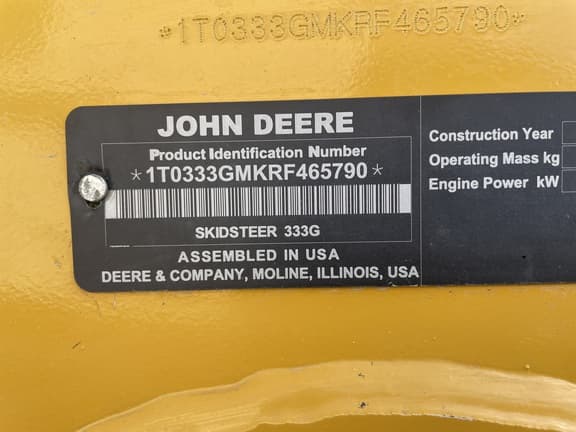 *1T0333GMKRF465790*
JOHN DEERE
Product Identification Number
*1T0333GMKRF465790*
SKIDSTEER 333G
ASSEMBLED IN USA
DEERE & COMPANY, MOLINE, ILLINOIS, USA
Construction Year
Operating Mass kg
Engine Power kW